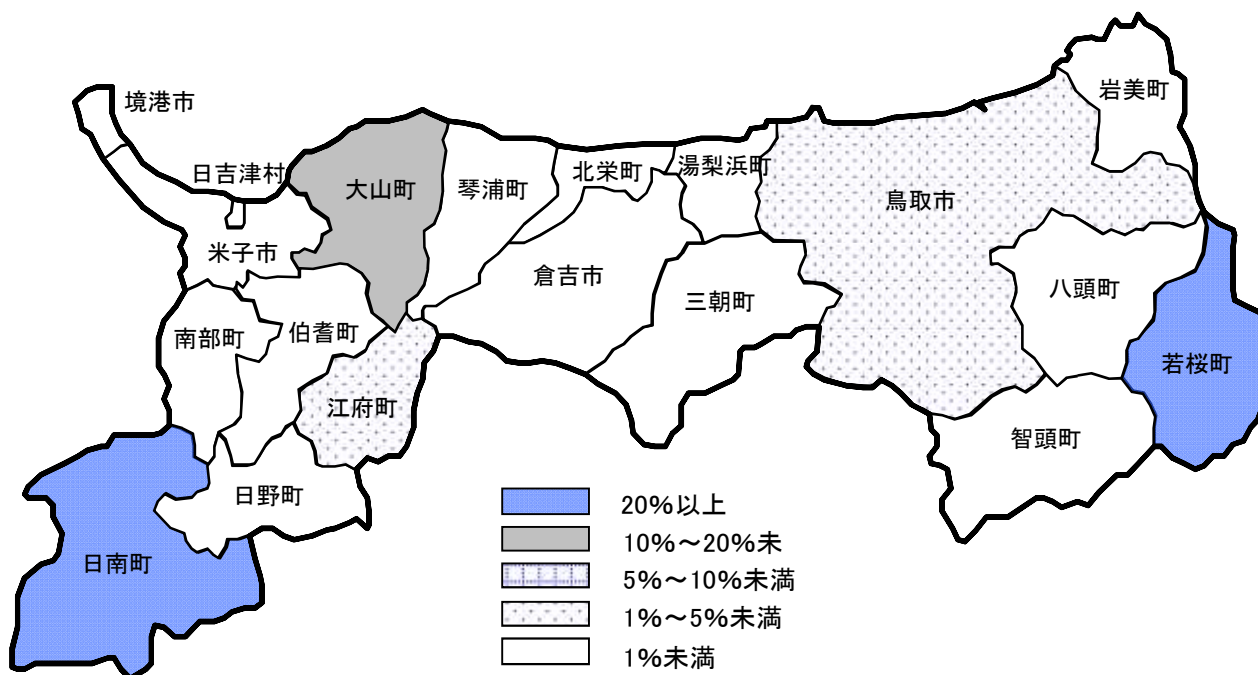 境港市
岩美町
日吉津村
大山町
琴浦町
北栄町
湯梨浜町
鳥取市
米子市
倉吉市
三朝町
八頭町
南部町
伯耆町
若桜町
江府町
智頭町
日野町
日南町
20%以上
10%～20%未
5%～10%未満
1%～5%未満
1%未満